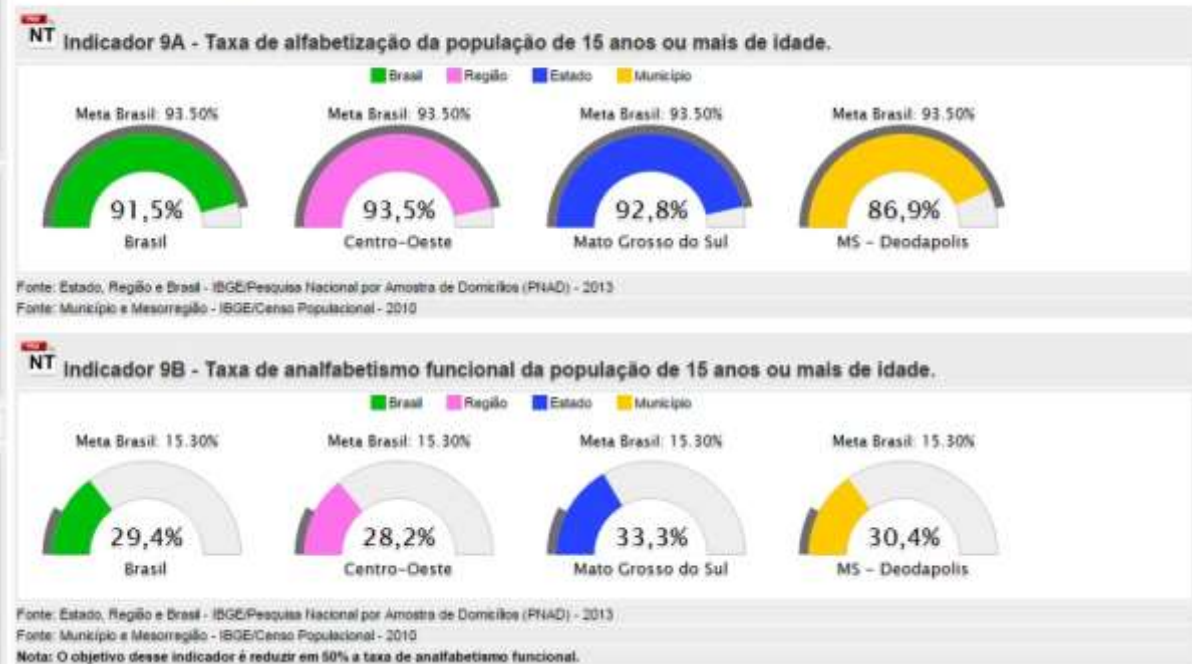 NT Indicador 9A - Taxa de alfabetização da população de 15 anos ou mais de idade.
Brasil Região Estado Município
Meta Brasil: 93.50% Meta Brasil: 93.50% Meta Brasil: 93.50% Meta Brasil: 93.50%
91,5% 93,5% 92,8% 86,9%
Brasil Centro-Oeste Mato Grosso do Sul MS - Deodapolis
Fonte: Estado, Região e Brasil - IBGE/Pesquisa Nacional por Amostra de Domicílios (PNAD) - 2013
Fonte: Município e Mesorregião - IBGE/Censo Populacional - 2010
NT Indicador 9B - Taxa de analfabetismo funcional da população de 15 anos ou mais de idade.
Brasil Região Estado Município
Meta Brasil: 15.30% Meta Brasil: 15.30% Meta Brasil: 15.30% Meta Brasil: 15.30%
29,4% 28,2% 33,3% 30,4%
Brasil Centro-Oeste Mato Grosso do Sul MS - Deodapolis
Fonte: Estado, Região e Brasil - IBGE/Pesquisa Nacional por Amostra de Domicílios (PNAD) - 2013
Fonte: Município e Mesorregião - IBGE/Censo Populacional - 2010
Nota: O objetivo desse indicador é reduzir em 50% a taxa de analfabetismo funcional.